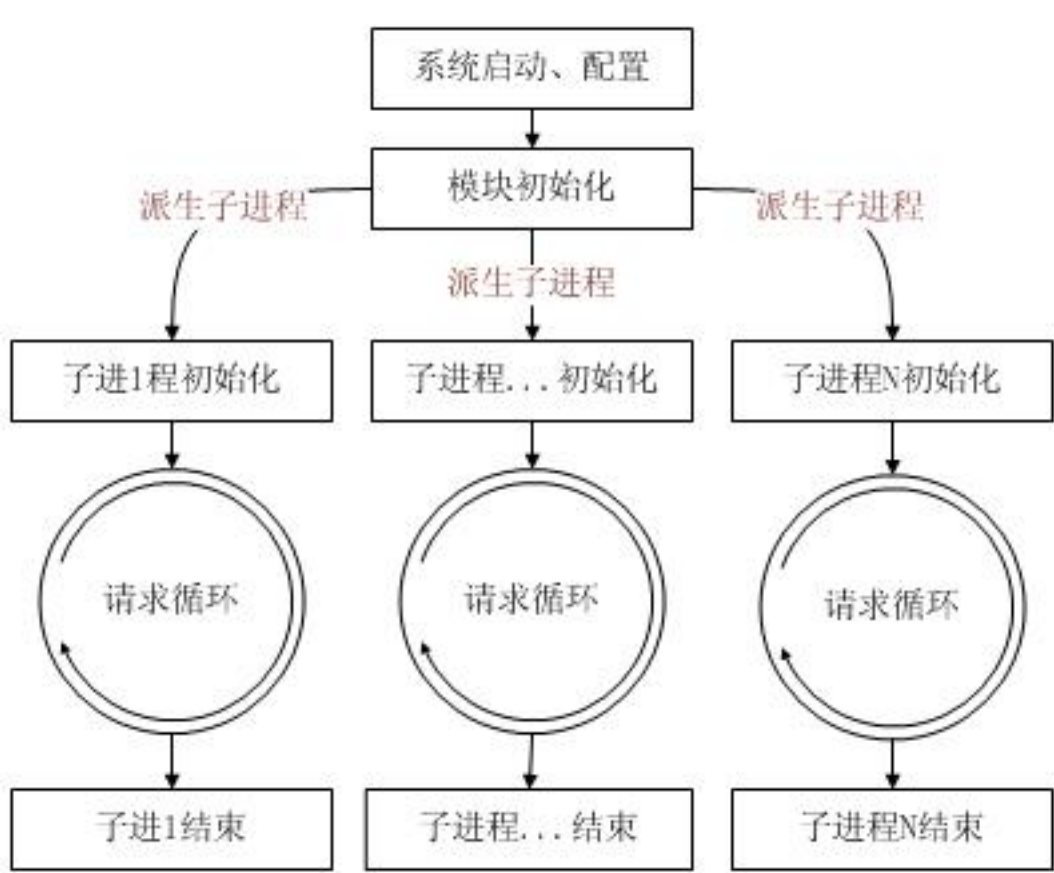 系统启动、配置
模块初始化
派生子进程
派生子进程
派生子进程
子进1程初始化
子进程...初始化
子进程N初始化
请求循环
请求循环
请求循环
子进1结束
子进程...结束
子进程N结束